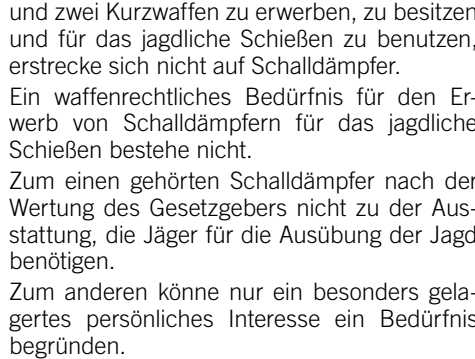 und zwei Kurzwaffen zu erwerben, zu besitzen
und für das jagdliche Schießen zu benutzen,
erstrecke sich nicht auf Schalldämpfer.
Ein waffenrechtliches Bedürfnis für den Er-
werb von Schalldämpfern für das jagdliche
Schießen bestehe nicht.
Zum einen gehörten Schalldämpfer nach der
Wertung des Gesetzgebers nicht zu der Aus-
stattung, die Jäger für die Ausübung der Jagd
benötigen.
Zum anderen könne nur ein besonders gela-
gertes persönliches Interesse ein Bedürfnis
begründen.